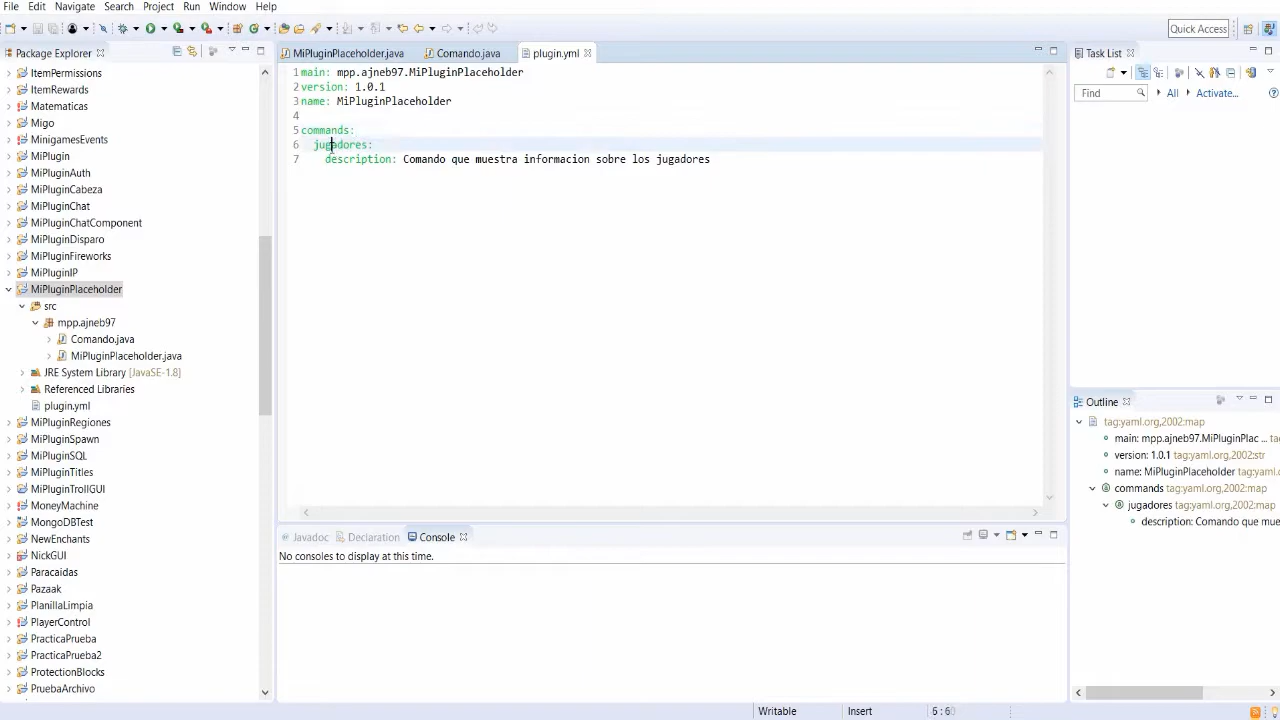 File Edit Navigate Search Project Run Window Help
Quick Access
Package Explorer
ItemPermissions
ItemRewards
Matematicas
Migo
MinigamesEvents
MiPlugin
MiPluginAuth
MiPluginCabeza
MiPluginChat
MiPluginChatComponent
MiPluginDisparo
MiPluginFireworks
MiPluginIP
MiPluginPlaceholder
src
mpp.ajneb97
Comando.java
MiPluginPlaceholder.java
JRE System Library [JavaSE-1.8]
Referenced Libraries
plugin.yml
MiPluginRegiones
MiPluginSpawn
MiPluginSQL
MiPluginTitles
MiPluginTrollGUI
MoneyMachine
MongoDBTest
NewEnchants
NickGUI
Paracaidas
Pazaak
PlanillaLimpia
PlayerControl
PracticaPrueba
PracticaPrueba2
ProtectionBlocks
PruebaArchivo
MiPluginPlaceholder.java Comando.java plugin.yml
1 main: mpp.ajneb97.MiPluginPlaceholder
2 version: 1.0.1
3 name: MiPluginPlaceholder
4
5 commands:
6 jugadores:
7 description: Comando que muestra informacion sobre los jugadores
Javadoc Declaration Console
No consoles to display at this time.
Task List
Find All Activate...
Outline
tag:yaml.org,2002:map
main: mpp.ajneb97.MiPluginPlac ...
version: 1.0.1 tag:yaml.org,2002:str
name: MiPluginPlaceholder tag:yaml.o
commands tag:yaml.org,2002:map
jugadores tag:yaml.org,2002:map
description: Comando que mue
Writable Insert